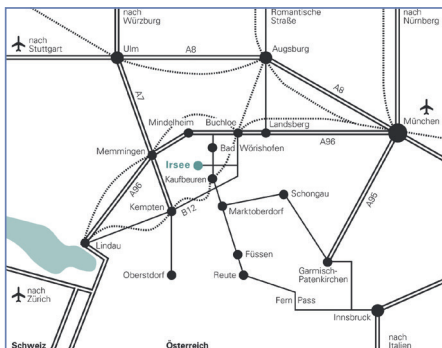 nach
Würzburg
Romantische
Straße
nach
Nürnberg
nach
Stuttgart
Ulm
A8
Augsburg
A8
A7
München
Mindelheim
Buchloe
Landsberg
A96
Bad Wörishofen
Memmingen
Irsee
Kaufbeuren
A96
A95
Kempten
B12
Schongau
Marktoberdorf
Lindau
Oberstdorf
Füssen
Reute
Garmisch-
Patenkirchen
nach
Zürich
Fern Pass
Innsbruck
Schweiz
Österreich
nach
Italien